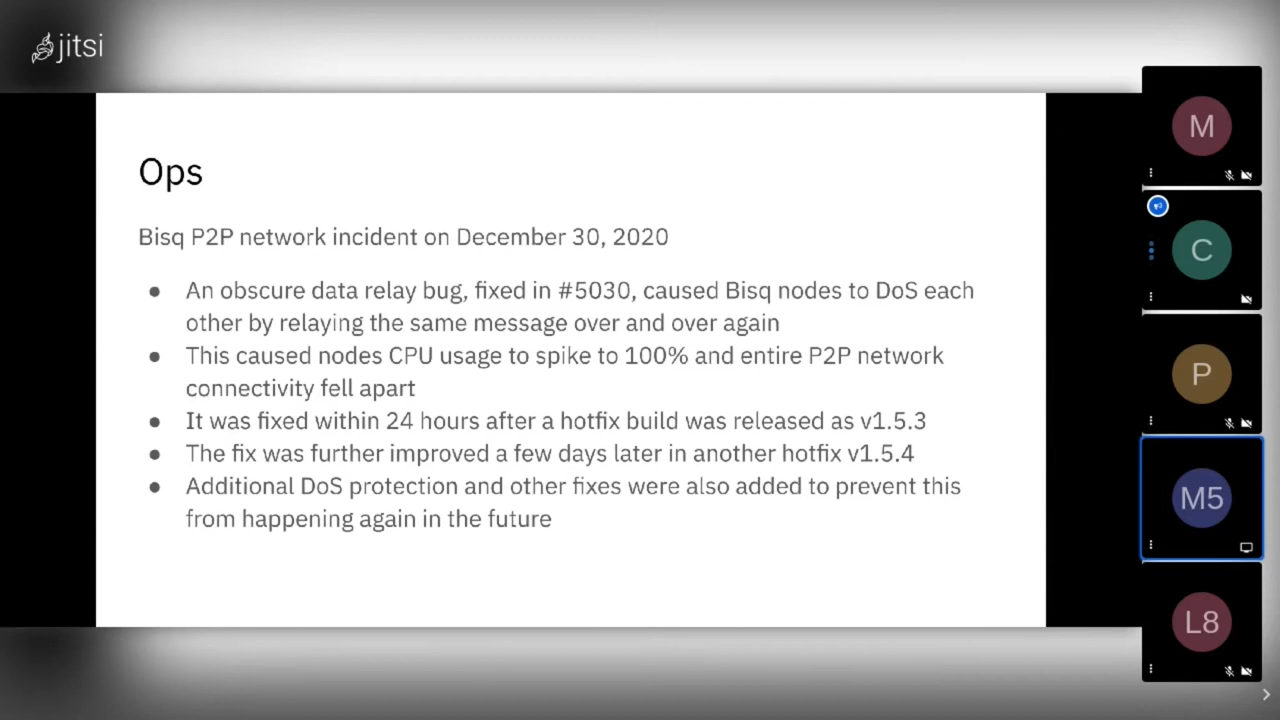 jitsi
Ops
Bisq P2P network incident on December 30, 2020
● An obscure data relay bug, fixed in #5030, caused Bisq nodes to DoS each
other by relaying the same message over and over again
● This caused nodes CPU usage to spike to 100% and entire P2P network
connectivity fell apart
● It was fixed within 24 hours after a hotfix build was released as v1.5.3
● The fix was further improved a few days later in another hotfix v1.5.4
● Additional DoS protection and other fixes were also added to prevent this
from happening again in the future
M
C
P
M5
L8